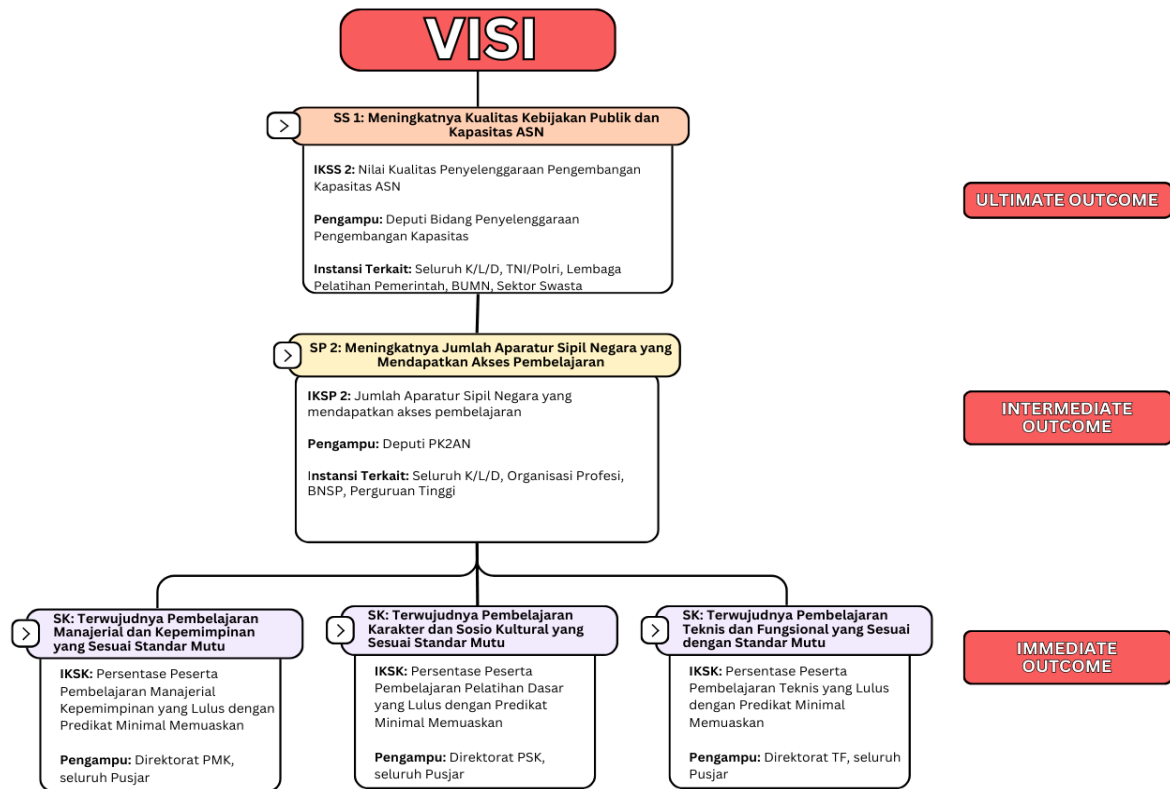 VISI
SS 1: Meningkatnya Kualitas Kebijakan Publik dan
Kapasitas ASN
IKSS 2: Nilai Kualitas Penyelenggaraan Pengembangan
Kapasitas ASN
Pengampu: Deputi Bidang Penyelenggaraan
Pengembangan Kapasitas
Instansi Terkait: Seluruh K/L/D, TNI/Polri, Lembaga
Pelatihan Pemerintah, BUMN, Sektor Swasta
ULTIMATE OUTCOME
SP 2: Meningkatnya Jumlah Aparatur Sipil Negara yang
Mendapatkan Akses Pembelajaran
IKSP 2: Jumlah Aparatur Sipil Negara yang
mendapatkan akses pembelajaran
Pengampu: Deputi PK2AN
Instansi Terkait: Seluruh K/L/D, Organisasi Profesi,
BNSP, Perguruan Tinggi
INTERMEDIATE
OUTCOME
SK: Terwujudnya Pembelajaran
Manajerial dan Kepemimpinan
yang Sesuai Standar Mutu
IKSK: Persentase Peserta
Pembelajaran Manajerial
Kepemimpinan yang Lulus dengan
Predikat Minimal Memuaskan
Pengampu: Direktorat PMK,
seluruh Pusjar
SK: Terwujudnya Pembelajaran
Karakter dan Sosio Kultural yang
Sesuai Standar Mutu
IKSK: Persentase Peserta
Pembelajaran Pelatihan Dasar
yang Lulus dengan Predikat
Minimal Memuaskan
Pengampu: Direktorat PSK,
seluruh Pusjar
SK: Terwujudnya Pembelajaran
Teknis dan Fungsional yang Sesuai
dengan Standar Mutu
IKSK: Persentase Peserta
Pembelajaran Teknis yang Lulus
dengan Predikat Minimal
Memuaskan
Pengampu: Direktorat TF, seluruh
Pusjar
IMMEDIATE
OUTCOME